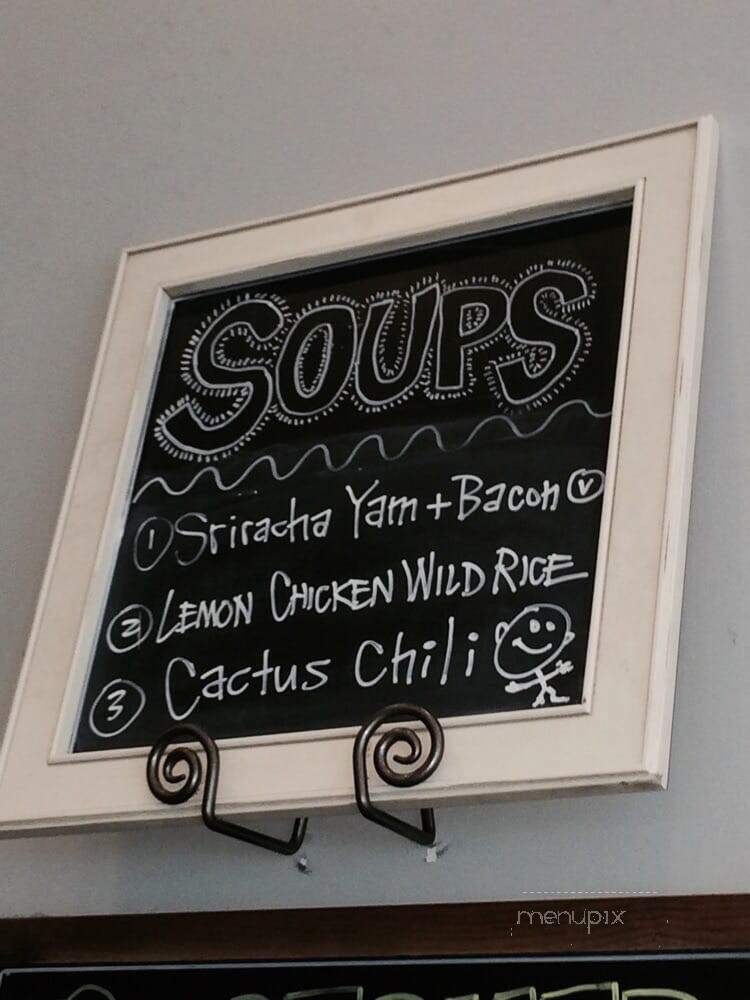 SOUPS
① Sriracha Yam + Bacon Ⓥ
② LEMON CHICKEN WILD RICE
③ Cactus Chili
menupix